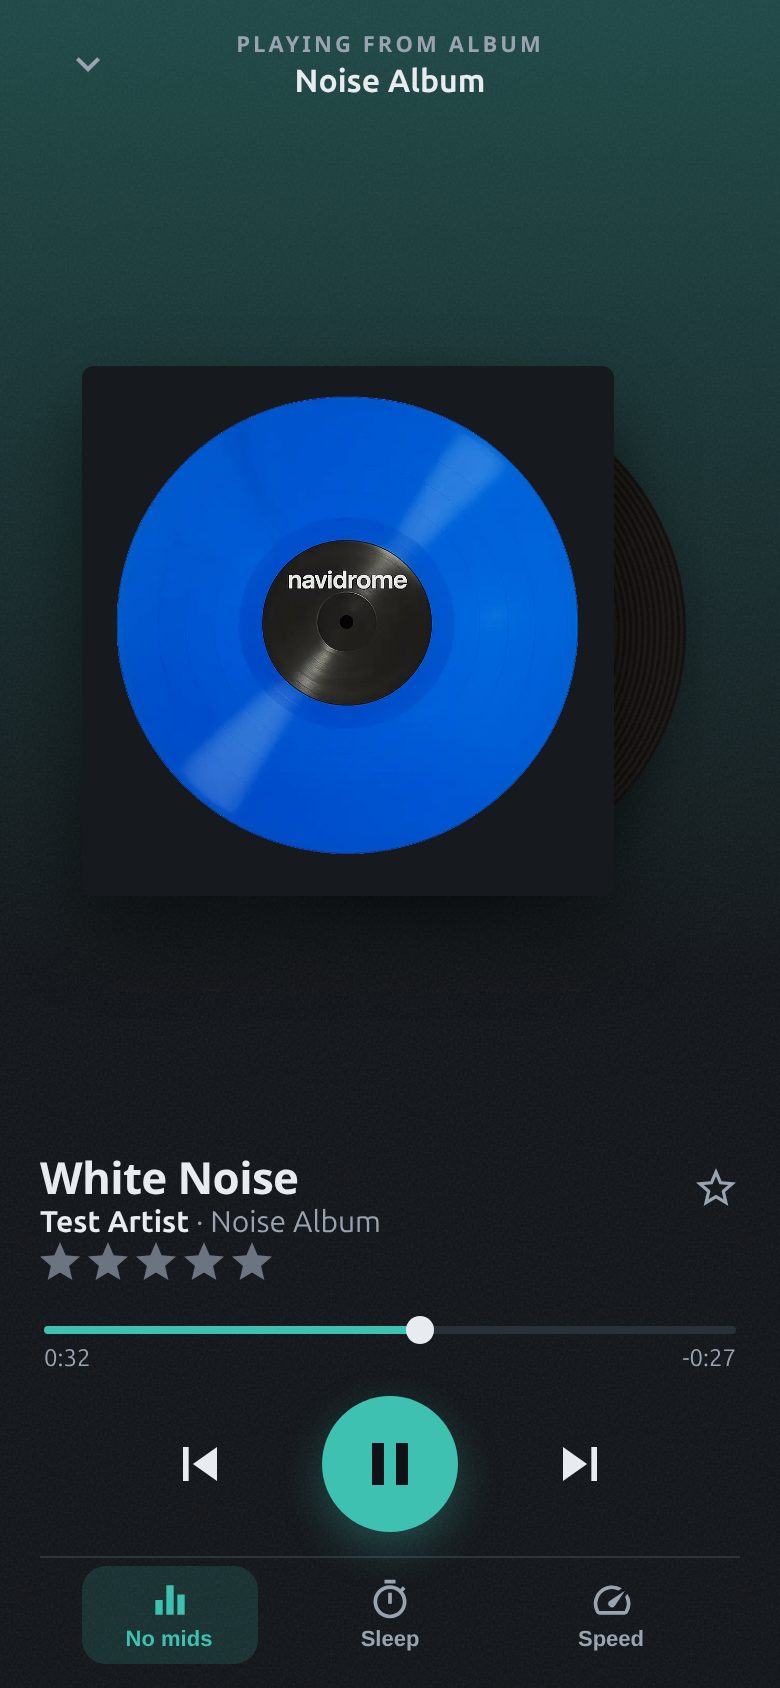 PLAYING FROM ALBUM
Noise Album
navidrome
White Noise
Test Artist · Noise Album
0:32
-0:27
No mids
Sleep
Speed